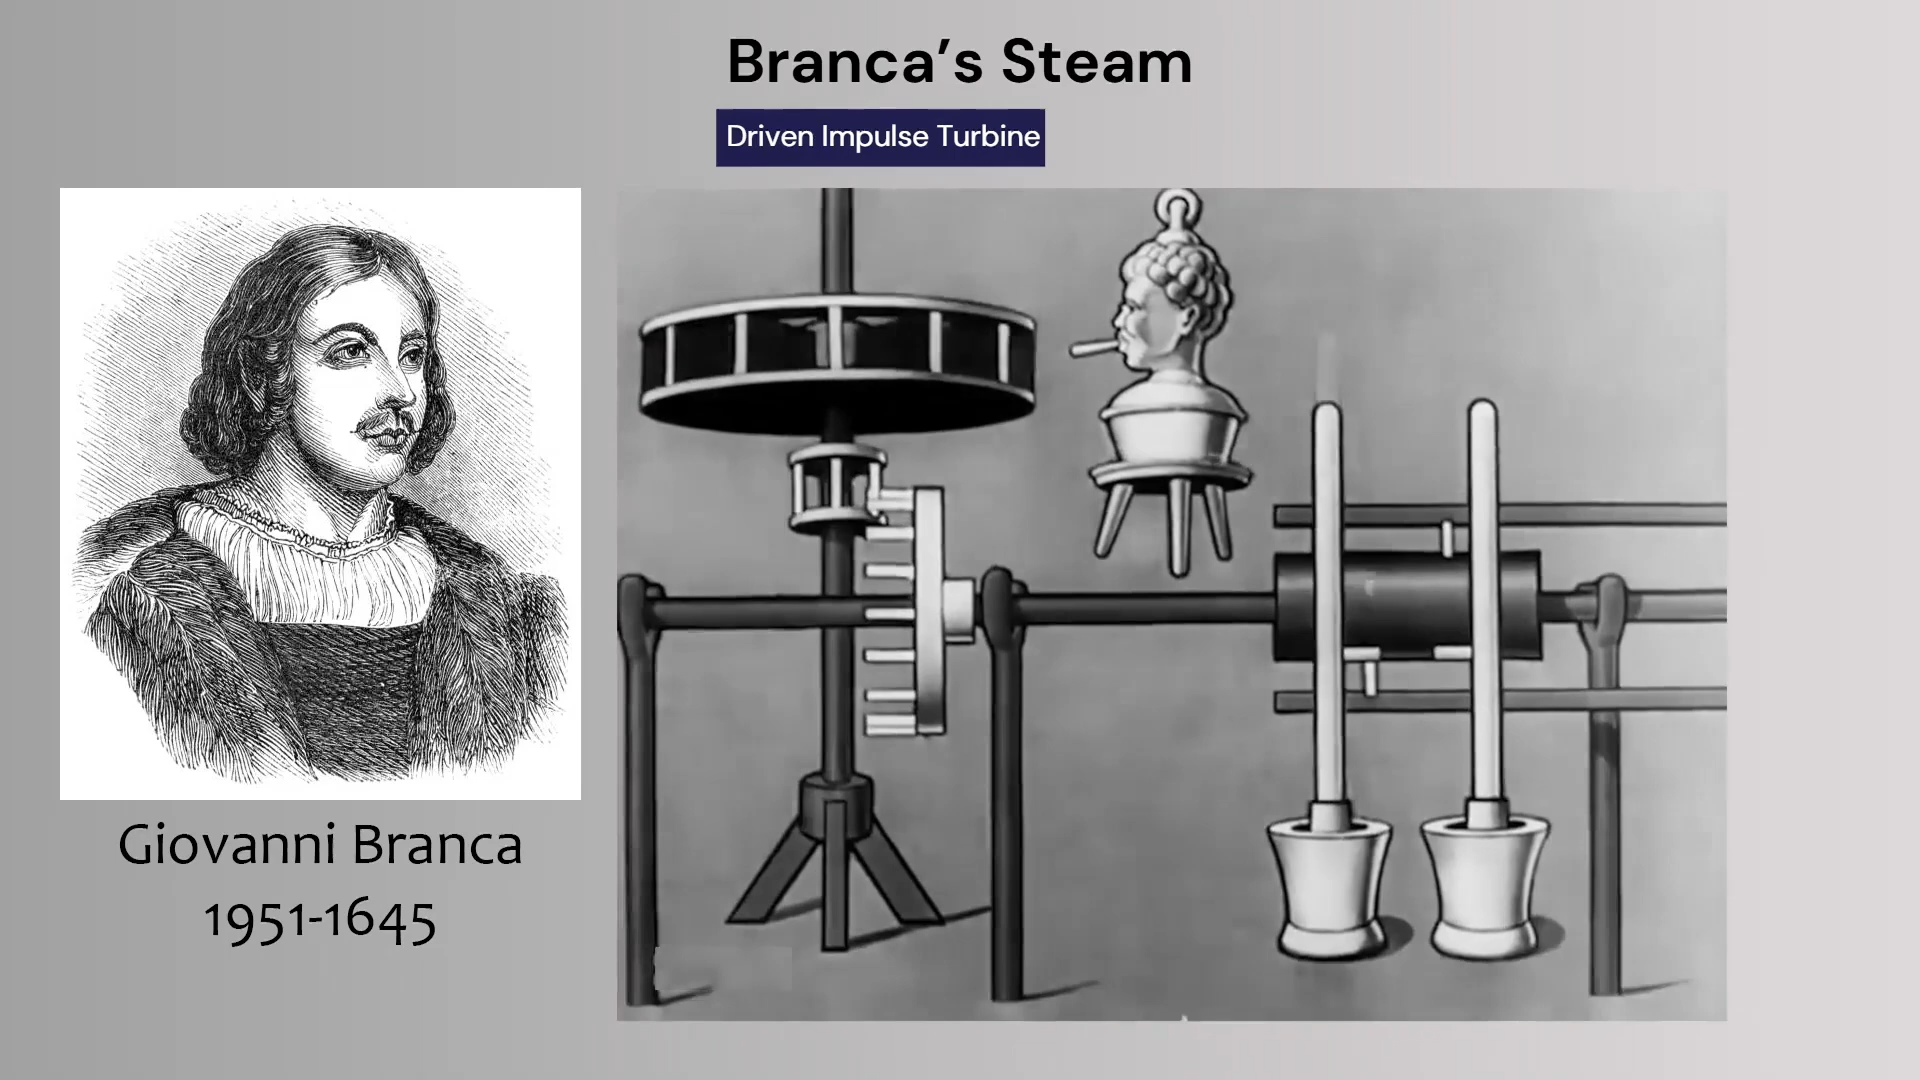 Branca’s Steam
Driven Impulse Turbine
Giovanni Branca
1951-1645